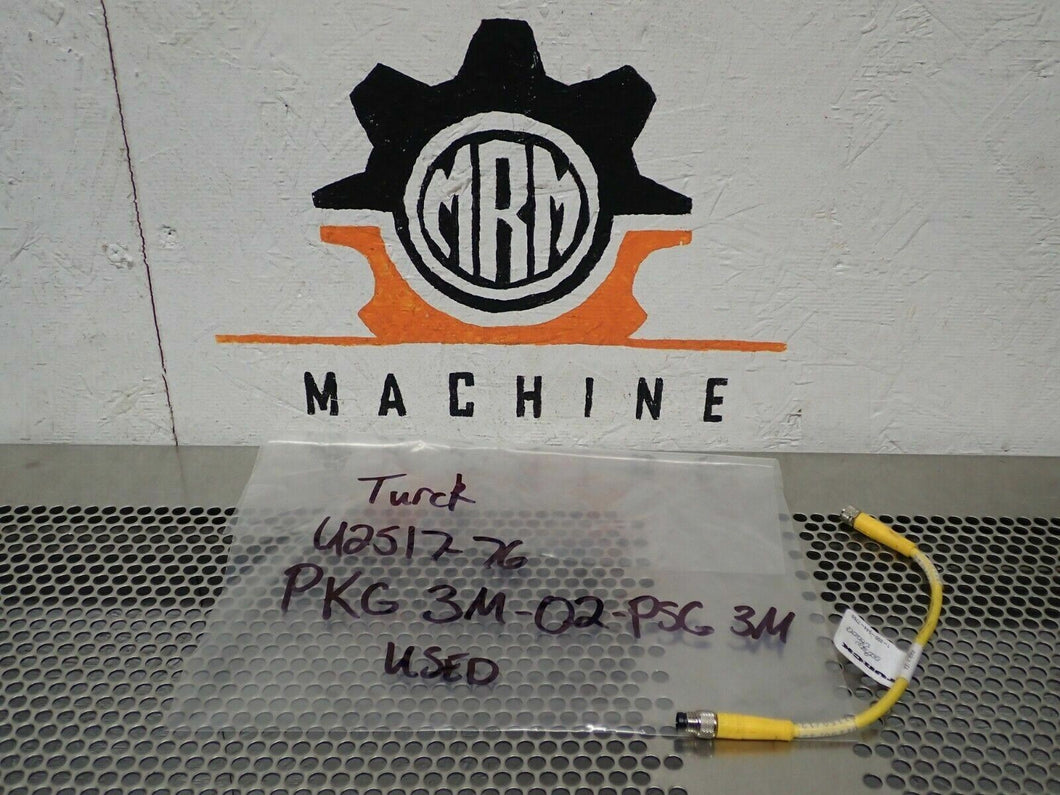 MRM
MACHINE
Turck
U2517-76
PKG 3M-02-PSG 3M
USED